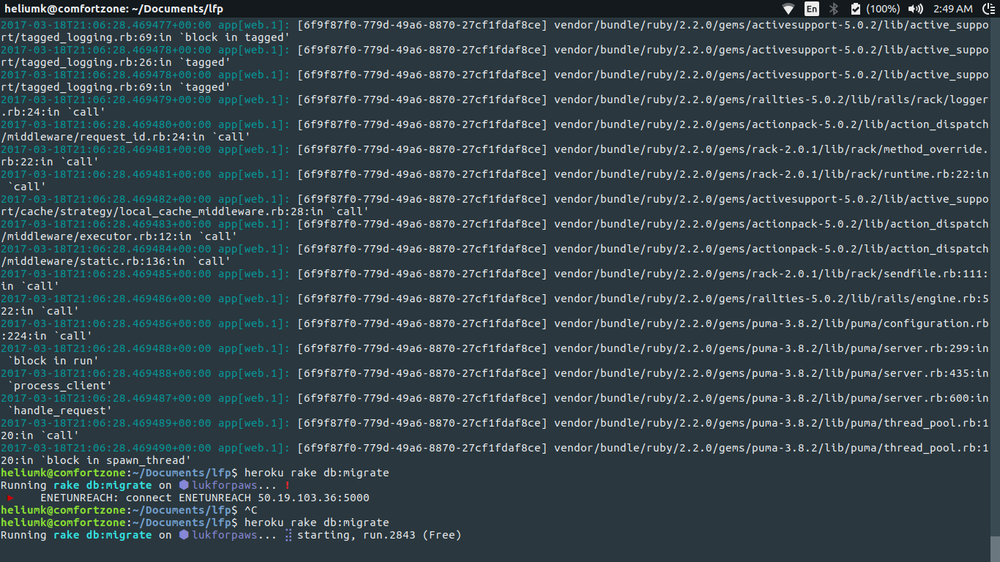 heliumk@comfortzone: ~/Documents/lfp En (100%) 2:49 AM
2017-03-18T21:06:28.469477+00:00 app[web.1]: [6f9f87f0-779d-49a6-8870-27cf1fdaf8ce] vendor/bundle/ruby/2.2.0/gems/activesupport-5.0.2/lib/active_suppo
rt/tagged_logging.rb:69:in `block in tagged'
2017-03-18T21:06:28.469478+00:00 app[web.1]: [6f9f87f0-779d-49a6-8870-27cf1fdaf8ce] vendor/bundle/ruby/2.2.0/gems/activesupport-5.0.2/lib/active_suppo
rt/tagged_logging.rb:26:in `tagged'
2017-03-18T21:06:28.469478+00:00 app[web.1]: [6f9f87f0-779d-49a6-8870-27cf1fdaf8ce] vendor/bundle/ruby/2.2.0/gems/activesupport-5.0.2/lib/active_suppo
rt/tagged_logging.rb:69:in `tagged'
2017-03-18T21:06:28.469479+00:00 app[web.1]: [6f9f87f0-779d-49a6-8870-27cf1fdaf8ce] vendor/bundle/ruby/2.2.0/gems/railties-5.0.2/lib/rails/rack/logger
.rb:24:in `call'
2017-03-18T21:06:28.469480+00:00 app[web.1]: [6f9f87f0-779d-49a6-8870-27cf1fdaf8ce] vendor/bundle/ruby/2.2.0/gems/actionpack-5.0.2/lib/action_dispatch
/middleware/request_id.rb:24:in `call'
2017-03-18T21:06:28.469481+00:00 app[web.1]: [6f9f87f0-779d-49a6-8870-27cf1fdaf8ce] vendor/bundle/ruby/2.2.0/gems/rack-2.0.1/lib/rack/method_override.
rb:22:in `call'
2017-03-18T21:06:28.469481+00:00 app[web.1]: [6f9f87f0-779d-49a6-8870-27cf1fdaf8ce] vendor/bundle/ruby/2.2.0/gems/rack-2.0.1/lib/rack/runtime.rb:22:in
`call'
2017-03-18T21:06:28.469482+00:00 app[web.1]: [6f9f87f0-779d-49a6-8870-27cf1fdaf8ce] vendor/bundle/ruby/2.2.0/gems/activesupport-5.0.2/lib/active_suppo
rt/cache/strategy/local_cache_middleware.rb:28:in `call'
2017-03-18T21:06:28.469483+00:00 app[web.1]: [6f9f87f0-779d-49a6-8870-27cf1fdaf8ce] vendor/bundle/ruby/2.2.0/gems/actionpack-5.0.2/lib/action_dispatch
/middleware/executor.rb:12:in `call'
2017-03-18T21:06:28.469484+00:00 app[web.1]: [6f9f87f0-779d-49a6-8870-27cf1fdaf8ce] vendor/bundle/ruby/2.2.0/gems/actionpack-5.0.2/lib/action_dispatch
/middleware/static.rb:136:in `call'
2017-03-18T21:06:28.469485+00:00 app[web.1]: [6f9f87f0-779d-49a6-8870-27cf1fdaf8ce] vendor/bundle/ruby/2.2.0/gems/rack-2.0.1/lib/rack/sendfile.rb:111:
in `call'
2017-03-18T21:06:28.469486+00:00 app[web.1]: [6f9f87f0-779d-49a6-8870-27cf1fdaf8ce] vendor/bundle/ruby/2.2.0/gems/railties-5.0.2/lib/rails/engine.rb:5
22:in `call'
2017-03-18T21:06:28.469486+00:00 app[web.1]: [6f9f87f0-779d-49a6-8870-27cf1fdaf8ce] vendor/bundle/ruby/2.2.0/gems/puma-3.8.2/lib/puma/configuration.rb
:224:in `call'
2017-03-18T21:06:28.469488+00:00 app[web.1]: [6f9f87f0-779d-49a6-8870-27cf1fdaf8ce] vendor/bundle/ruby/2.2.0/gems/puma-3.8.2/lib/puma/server.rb:299:in
`block in run'
2017-03-18T21:06:28.469488+00:00 app[web.1]: [6f9f87f0-779d-49a6-8870-27cf1fdaf8ce] vendor/bundle/ruby/2.2.0/gems/puma-3.8.2/lib/puma/server.rb:435:in
`process_client'
2017-03-18T21:06:28.469487+00:00 app[web.1]: [6f9f87f0-779d-49a6-8870-27cf1fdaf8ce] vendor/bundle/ruby/2.2.0/gems/puma-3.8.2/lib/puma/server.rb:600:in
`handle_request'
2017-03-18T21:06:28.469489+00:00 app[web.1]: [6f9f87f0-779d-49a6-8870-27cf1fdaf8ce] vendor/bundle/ruby/2.2.0/gems/puma-3.8.2/lib/puma/thread_pool.rb:1
20:in `call'
2017-03-18T21:06:28.469490+00:00 app[web.1]: [6f9f87f0-779d-49a6-8870-27cf1fdaf8ce] vendor/bundle/ruby/2.2.0/gems/puma-3.8.2/lib/puma/thread_pool.rb:1
20:in `block in spawn_thread'
heliumk@comfortzone:~/Documents/lfp$ heroku rake db:migrate
Running rake db:migrate on ⬢ lukforpaws... !
▸ ENETUNREACH: connect ENETUNREACH 50.19.103.36:5000
heliumk@comfortzone:~/Documents/lfp$ ^C
heliumk@comfortzone:~/Documents/lfp$ heroku rake db:migrate
Running rake db:migrate on ⬢ lukforpaws... ⣾ starting, run.2843 (Free)